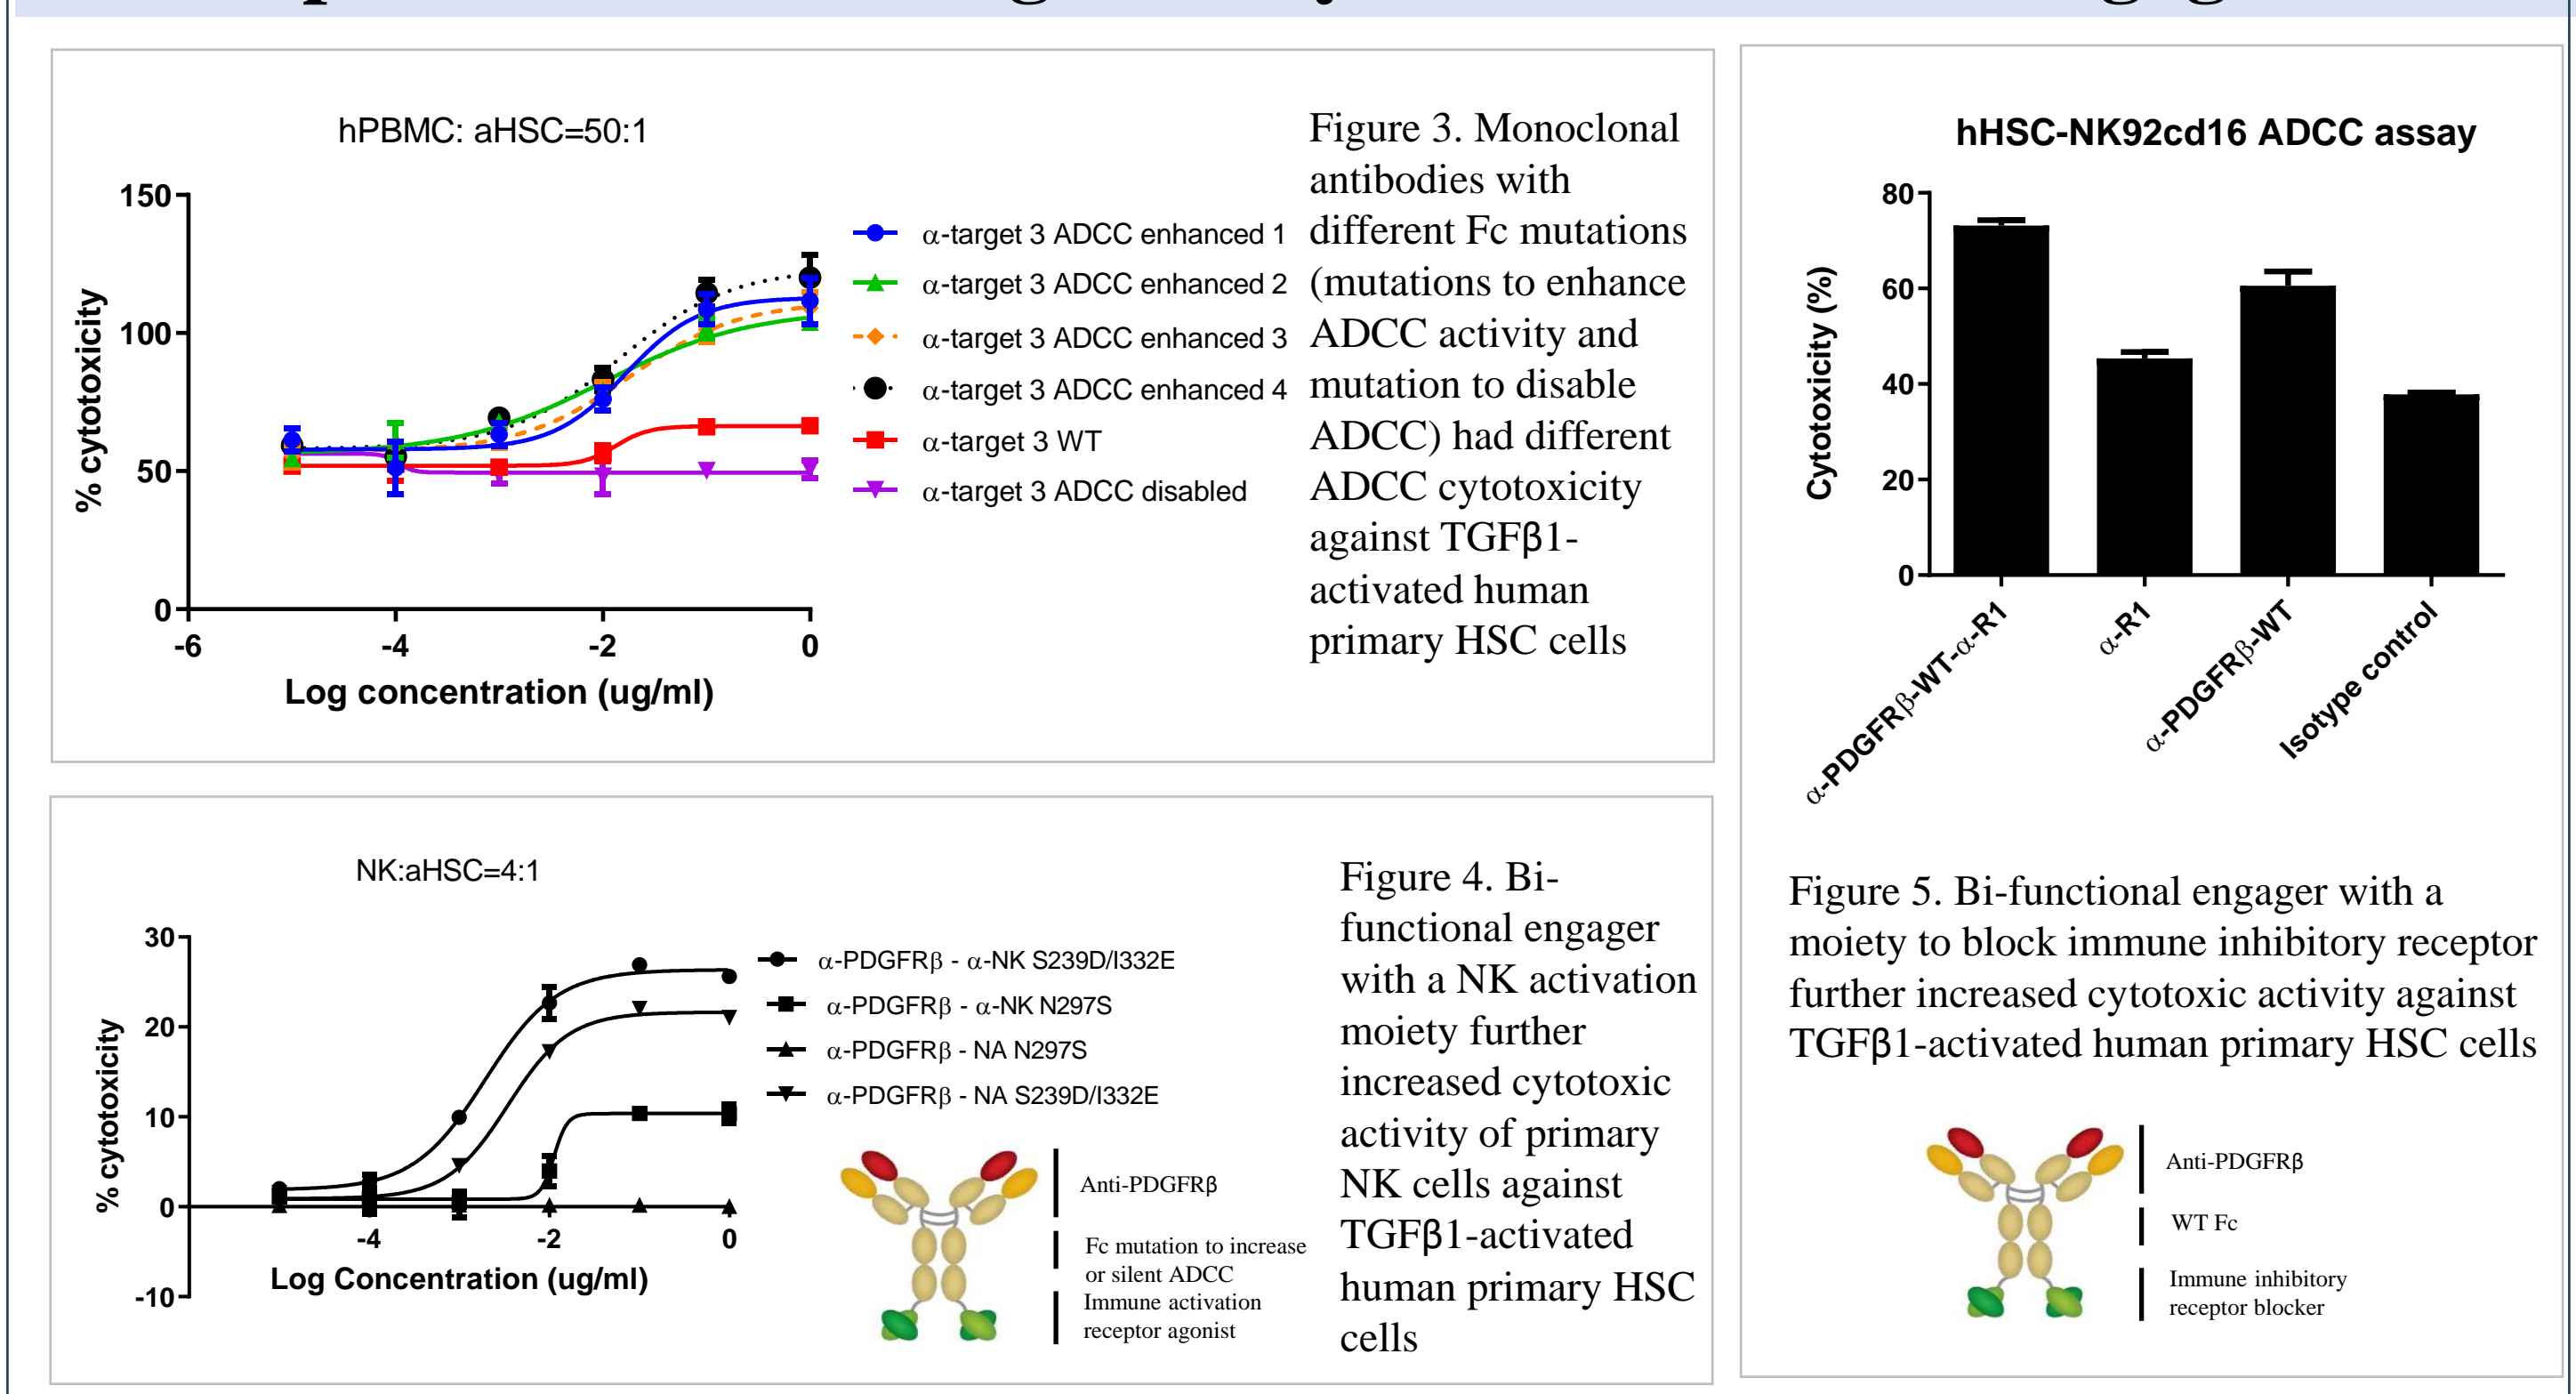 hPBMC: aHSC=50:1
150
100
50
0
-6
-4
-2
0
% cytotoxicity
Log concentration (ug/ml)
α-target 3 ADCC enhanced 1
α-target 3 ADCC enhanced 2
α-target 3 ADCC enhanced 3
α-target 3 ADCC enhanced 4
α-target 3 WT
α-target 3 ADCC disabled
Figure 3. Monoclonal
antibodies with
different Fc mutations
(mutations to enhance
ADCC activity and
mutation to disable
ADCC) had different
ADCC cytotoxicity
against TGFβ1-
activated human
primary HSC cells
NK:aHSC=4:1
30
20
10
0
-10
-4
-2
0
% cytotoxicity
Log Concentration (ug/ml)
α-PDGFRβ - α-NK S239D/I332E
α-PDGFRβ - α-NK N297S
α-PDGFRβ - NA N297S
α-PDGFRβ - NA S239D/I332E
Anti-PDGFRβ
Fc mutation to increase
or silent ADCC
Immune activation
receptor agonist
Figure 4. Bi-
functional engager
with a NK activation
moiety further
increased cytotoxic
activity of primary
NK cells against
TGFβ1-activated
human primary HSC
cells
hHSC-NK92cd16 ADCC assay
80
60
40
20
0
Cytotoxicity (%)
α-PDGFRβ-WT-α-R1
α-R1
α-PDGFRβ-WT
Isotype control
Figure 5. Bi-functional engager with a
moiety to block immune inhibitory receptor
further increased cytotoxic activity against
TGFβ1-activated human primary HSC cells
Anti-PDGFRβ
WT Fc
Immune inhibitory
receptor blocker